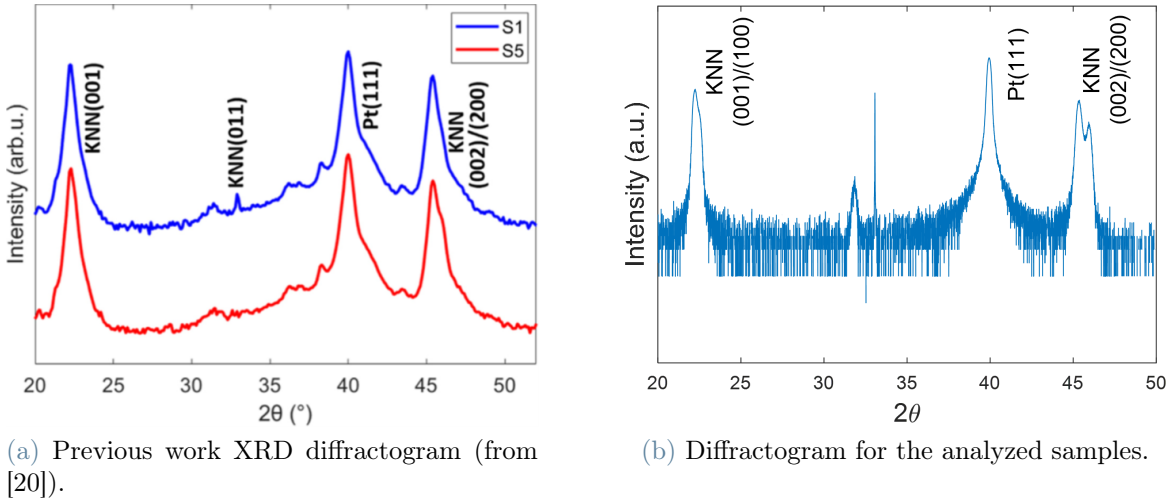 S1
S5
KNN(001)
KNN(011)
Pt(111)
KNN
(002)/(200)
Intensity (arb.u.)
20 25 30 35 40 45 50
2θ (°)
(a) Previous work XRD diffractogram (from
[20]).
KNN
(001)/(100)
Pt(111)
KNN
(002)/(200)
Intensity (a.u.)
20 25 30 35 40 45 50
2θ
(b) Diffractogram for the analyzed samples.